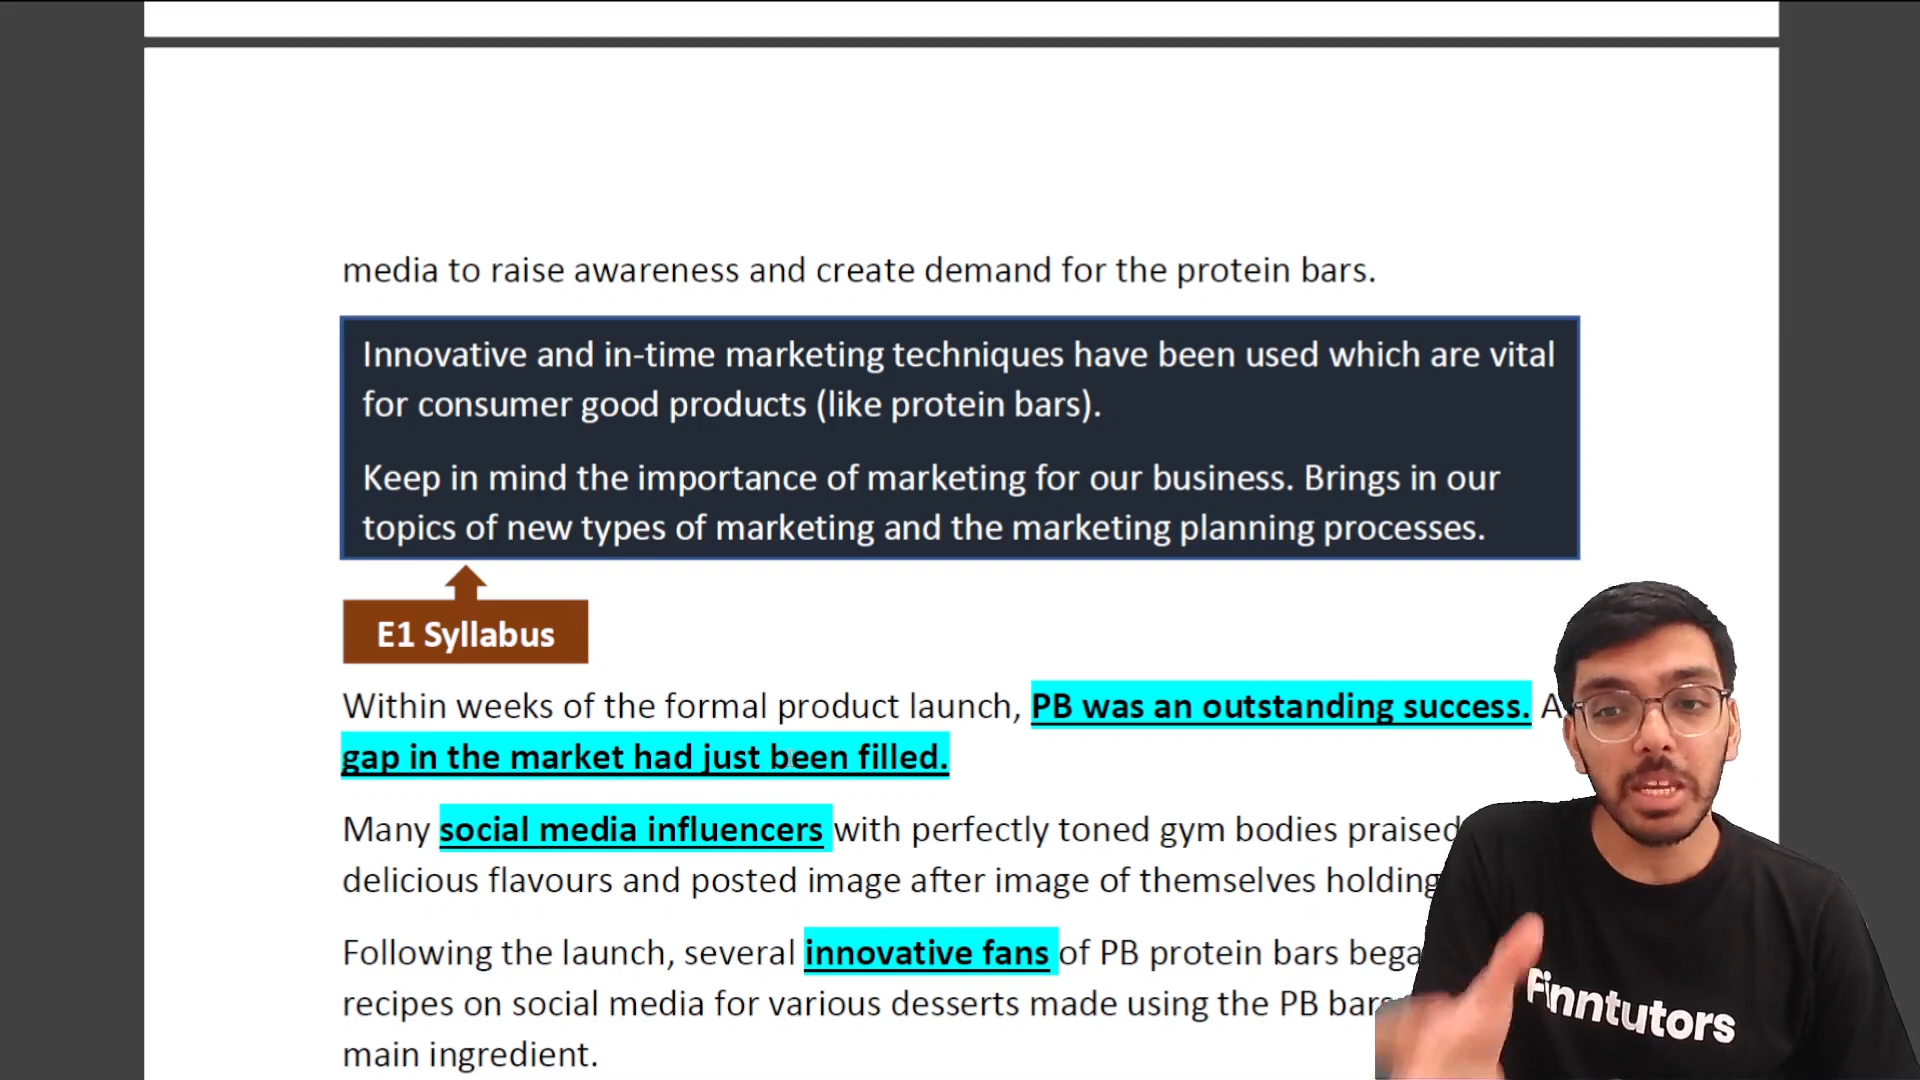 media to raise awareness and create demand for the protein bars.
Innovative and in-time marketing techniques have been used which are vital
for consumer good products (like protein bars).
Keep in mind the importance of marketing for our business. Brings in our
topics of new types of marketing and the marketing planning processes.
E1 Syllabus
Within weeks of the formal product launch, PB was an outstanding success. A
gap in the market had just been filled.
Many social media influencers with perfectly toned gym bodies praised
delicious flavours and posted image after image of themselves holding
Following the launch, several innovative fans of PB protein bars
recipes on social media for various desserts made using the PB
main ingredient.
Finntutors